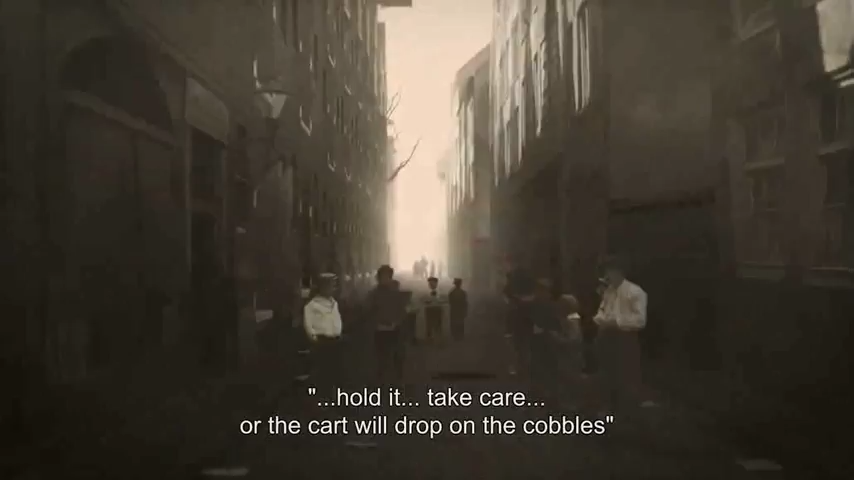 "...hold it... take care...
or the cart will drop on the cobbles"